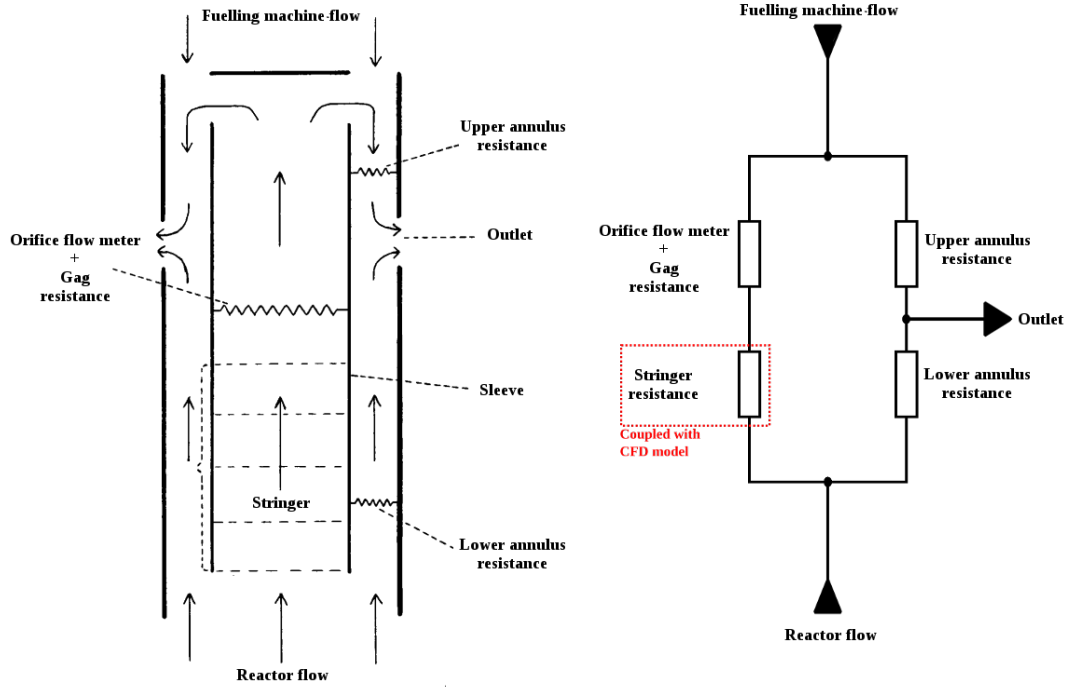 Fuelling machine-flow
Upper annulus
resistance
Orifice flow meter
+
Gag
resistance
Outlet
Sleeve
Stringer
Lower annulus
resistance
Reactor flow
Fuelling machine-flow
Orifice flow meter
+
Gag
resistance
Upper annulus
resistance
Outlet
Stringer
resistance
Lower annulus
resistance
Coupled with
CFD model
Reactor flow